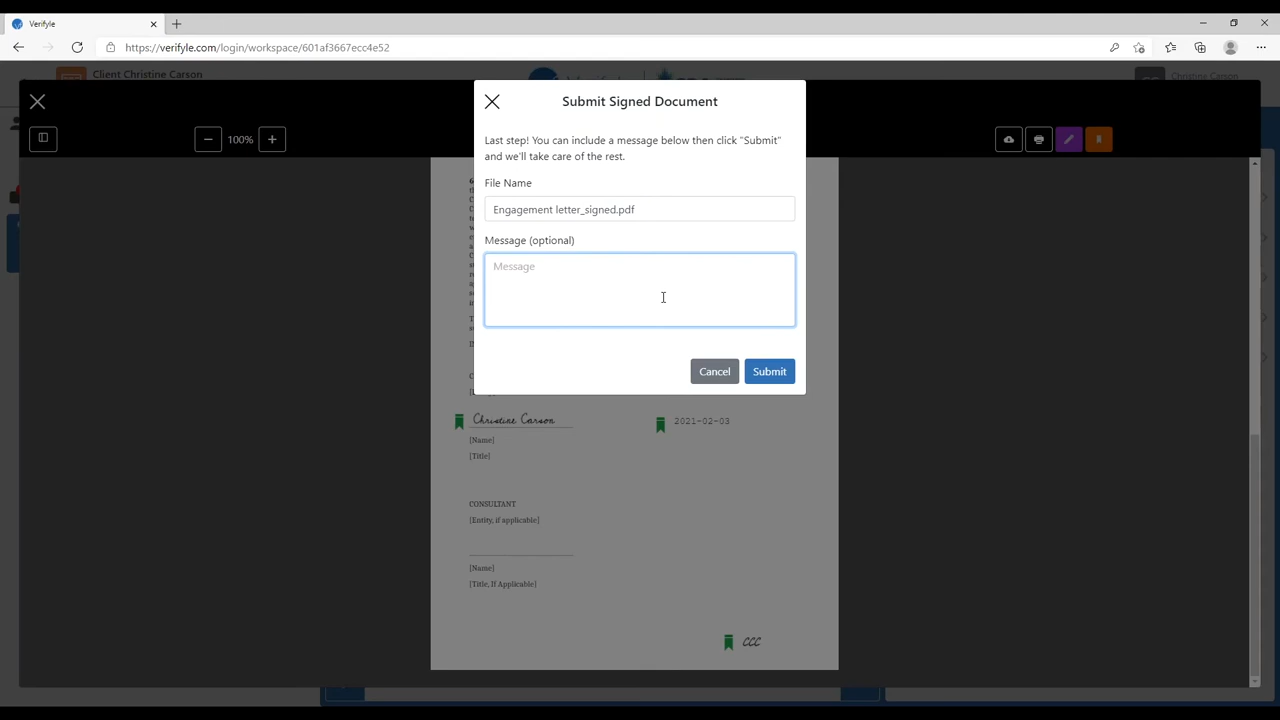 Verifyle
https://verifyle.com/login/workspace/601af3667ecc4e52
Client Christine Carson
Christine Carson
Submit Signed Document
100%
Last step! You can include a message below then click "Submit"
and we'll take care of the rest.
File Name
Engagement letter_signed.pdf
Message (optional)
Message
Cancel
Submit
Christine Carson
2021-02-03
[Name]
[Title]
CONSULTANT
[Entity, if applicable]
[Name]
[Title, If Applicable]
CCC